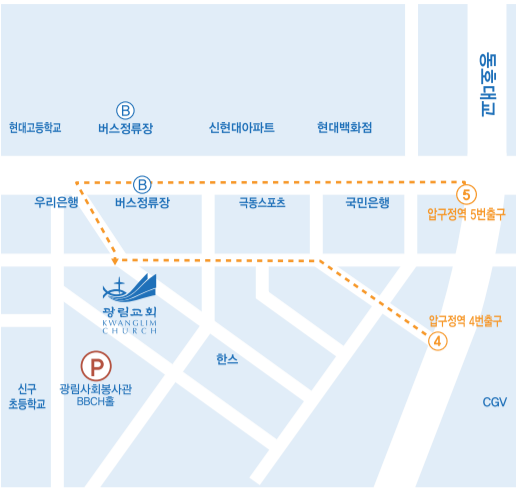 동호대교
B
현대고등학교
버스정류장
신현대아파트
현대백화점
B
5
우리은행
버스정류장
극동스포츠
국민은행
압구정역 5번출구
광림교회
KWANGLIM
CHURCH
압구정역 4번출구
4
P
한스
신구
초등학교
광림사회봉사관
BBCH홀
CGV